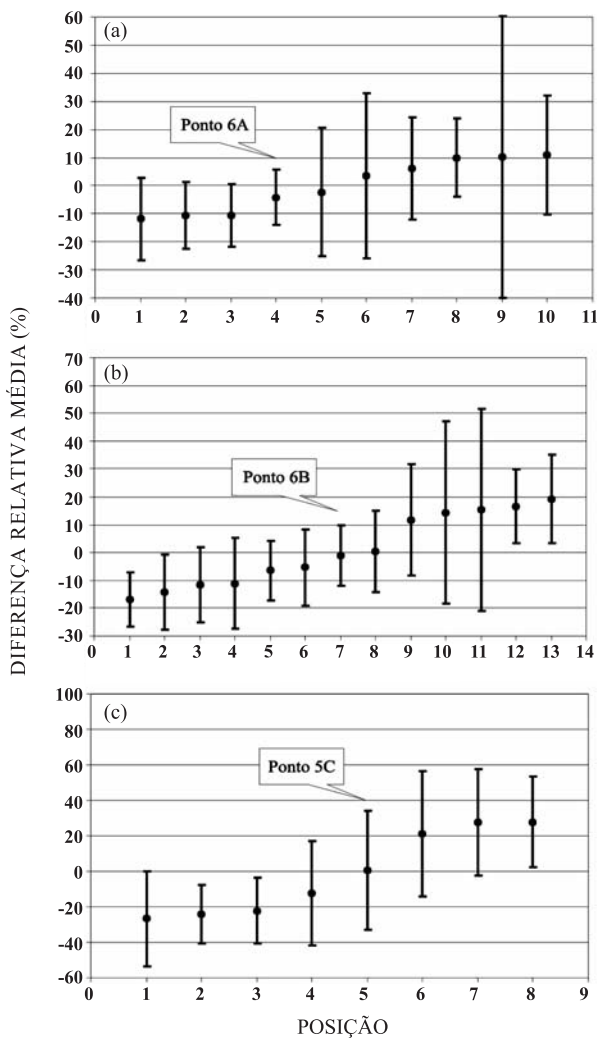 DIFERENÇA RELATIVA MÉDIA (%)
(a)
60
50
40
30
20
10
0
-10
-20
-30
-40
Ponto 6A
0 1 2 3 4 5 6 7 8 9 10 11
(b)
70
60
50
40
30
20
10
0
-10
-20
-30
Ponto 6B
0 1 2 3 4 5 6 7 8 9 10 11 12 13 14
(c)
100
80
60
40
20
0
-20
-40
-60
Ponto 5C
0 1 2 3 4 5 6 7 8 9
POSIÇÃO